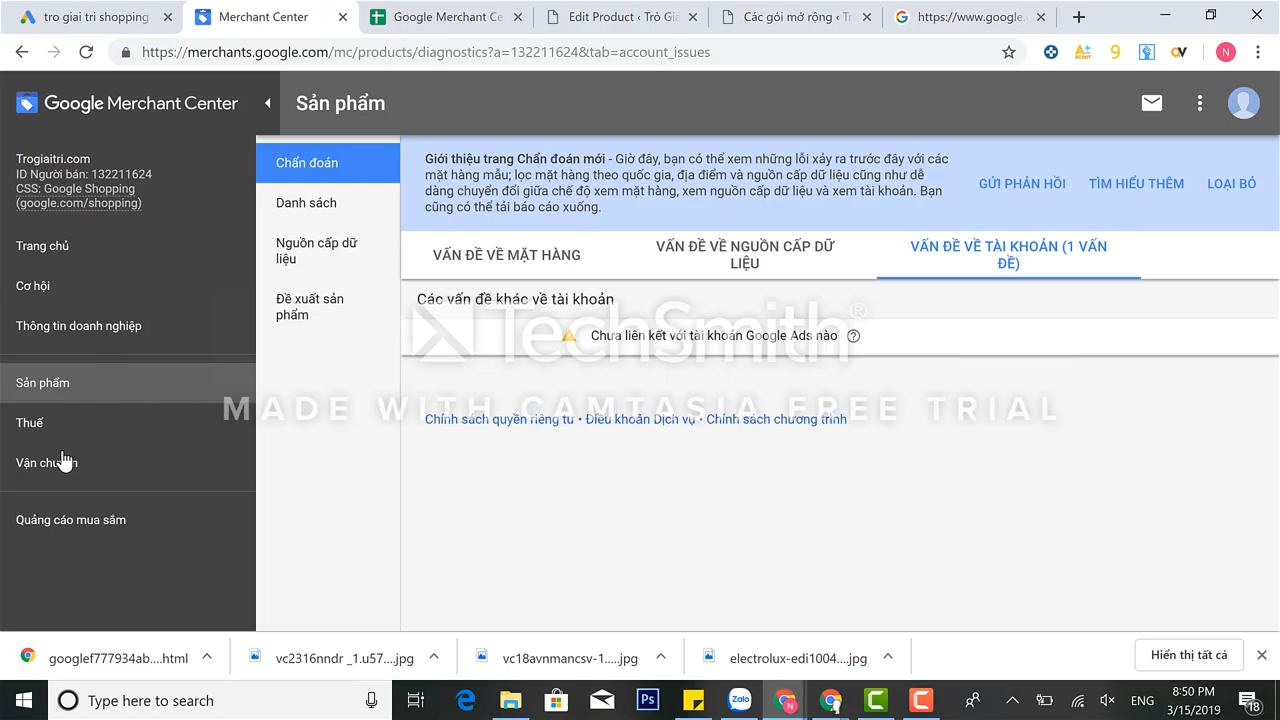 tro giai tri shopping
Merchant Center
Google Merchant Ce
Edit Product ‹ Trò Giả
Các gói mở rộng ‹ Tr
https://www.google.
https://merchants.google.com/mc/products/diagnostics?a=132211624&tab=account_issues
Google Merchant Center
Sản phẩm
Trogiaitri.com
ID Người bán: 132211624
CSS: Google Shopping
(google.com/shopping)
Trang chủ
Cơ hội
Thông tin doanh nghiệp
Sản phẩm
Thuế
Vận chuyển
Quảng cáo mua sắm
Chẩn đoán
Danh sách
Nguồn cấp dữ
liệu
Đề xuất sản
phẩm
Giới thiệu trang Chẩn đoán mới - Giờ đây, bạn có thể xem những lỗi xảy ra trước đây với các
mặt hàng mẫu; lọc mặt hàng theo quốc gia, địa điểm và nguồn cấp dữ liệu cũng như dễ
dàng chuyển đổi giữa chế độ xem mặt hàng, xem nguồn cấp dữ liệu và xem tài khoản. Bạn
cũng có thể tải báo cáo xuống.
GỬI PHẢN HỒI
TÌM HIỂU THÊM
LOẠI BỎ
VẤN ĐỀ VỀ MẶT HÀNG
VẤN ĐỀ VỀ NGUỒN CẤP DỮ
LIỆU
VẤN ĐỀ VỀ TÀI KHOẢN (1 VẤN
ĐỀ)
Các vấn đề khác về tài khoản
Chưa liên kết với tài khoản Google Ads nào
TechSmith®
MADE WITH CAMTASIA FREE TRIAL
Chính sách quyền riêng tư • Điều khoản Dịch vụ • Chính sách chương trình
googlef777934ab....html
vc2316nndr _1.u57....jpg
vc18avnmancsv-1.....jpg
electrolux-edi1004....jpg
Hiển thị tất cả
Type here to search
Zalo
ENG
8:50 PM
3/15/2019
18